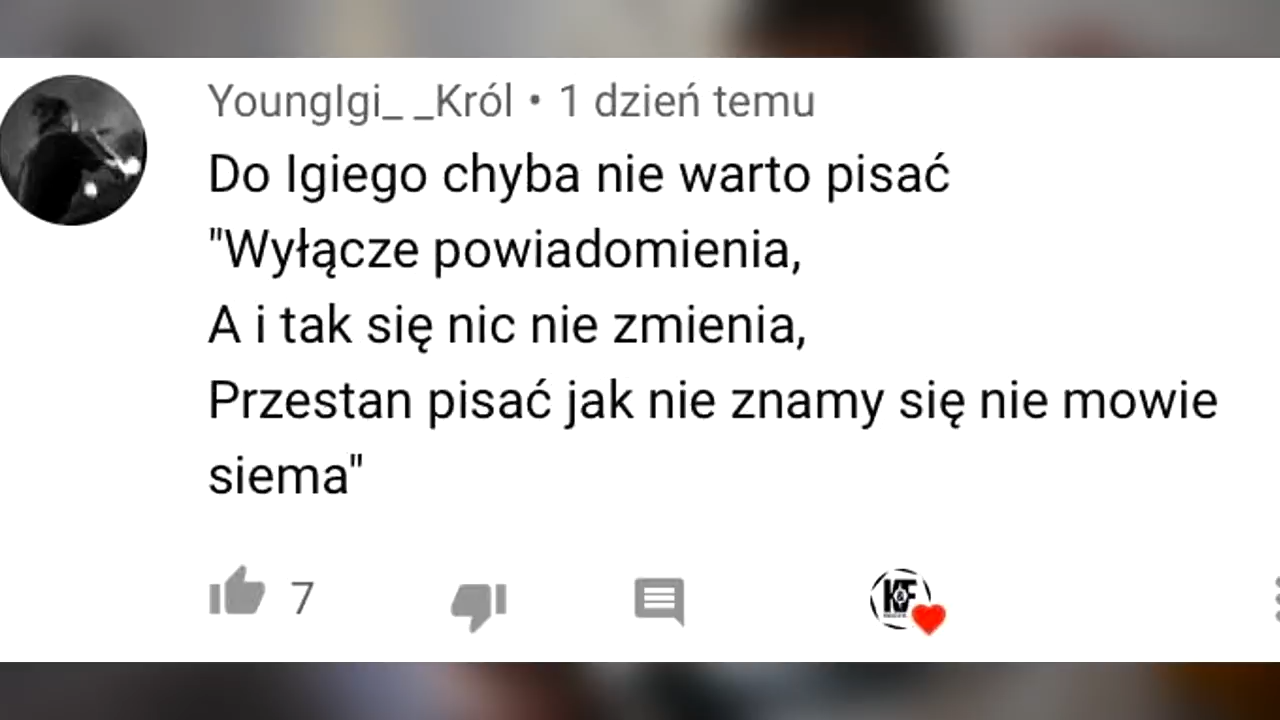 YoungIgi_ _Król • 1 dzień temu
Do Igiego chyba nie warto pisać
"Wyłącze powiadomienia,
A i tak się nic nie zmienia,
Przestan pisać jak nie znamy się nie mowie
siema"
7
K&F